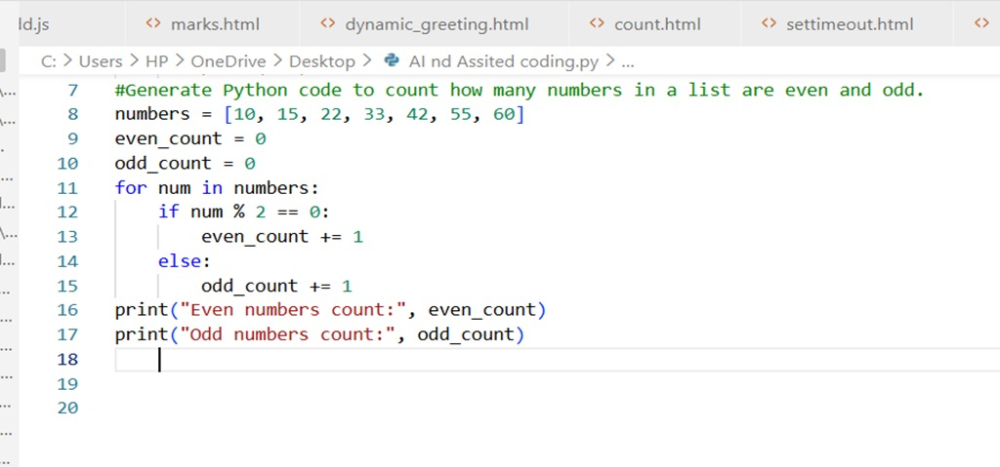 ld.js <> marks.html <> dynamic_greeting.html <> count.html <> settimeout.html <>
C: > Users > HP > OneDrive > Desktop > AI nd Assited coding.py > ...
7 #Generate Python code to count how many numbers in a list are even and odd.
8 numbers = [10, 15, 22, 33, 42, 55, 60]
9 even_count = 0
10 odd_count = 0
11 for num in numbers:
12     if num % 2 == 0:
13         even_count += 1
14     else:
15         odd_count += 1
16 print("Even numbers count:", even_count)
17 print("Odd numbers count:", odd_count)
18
19
20